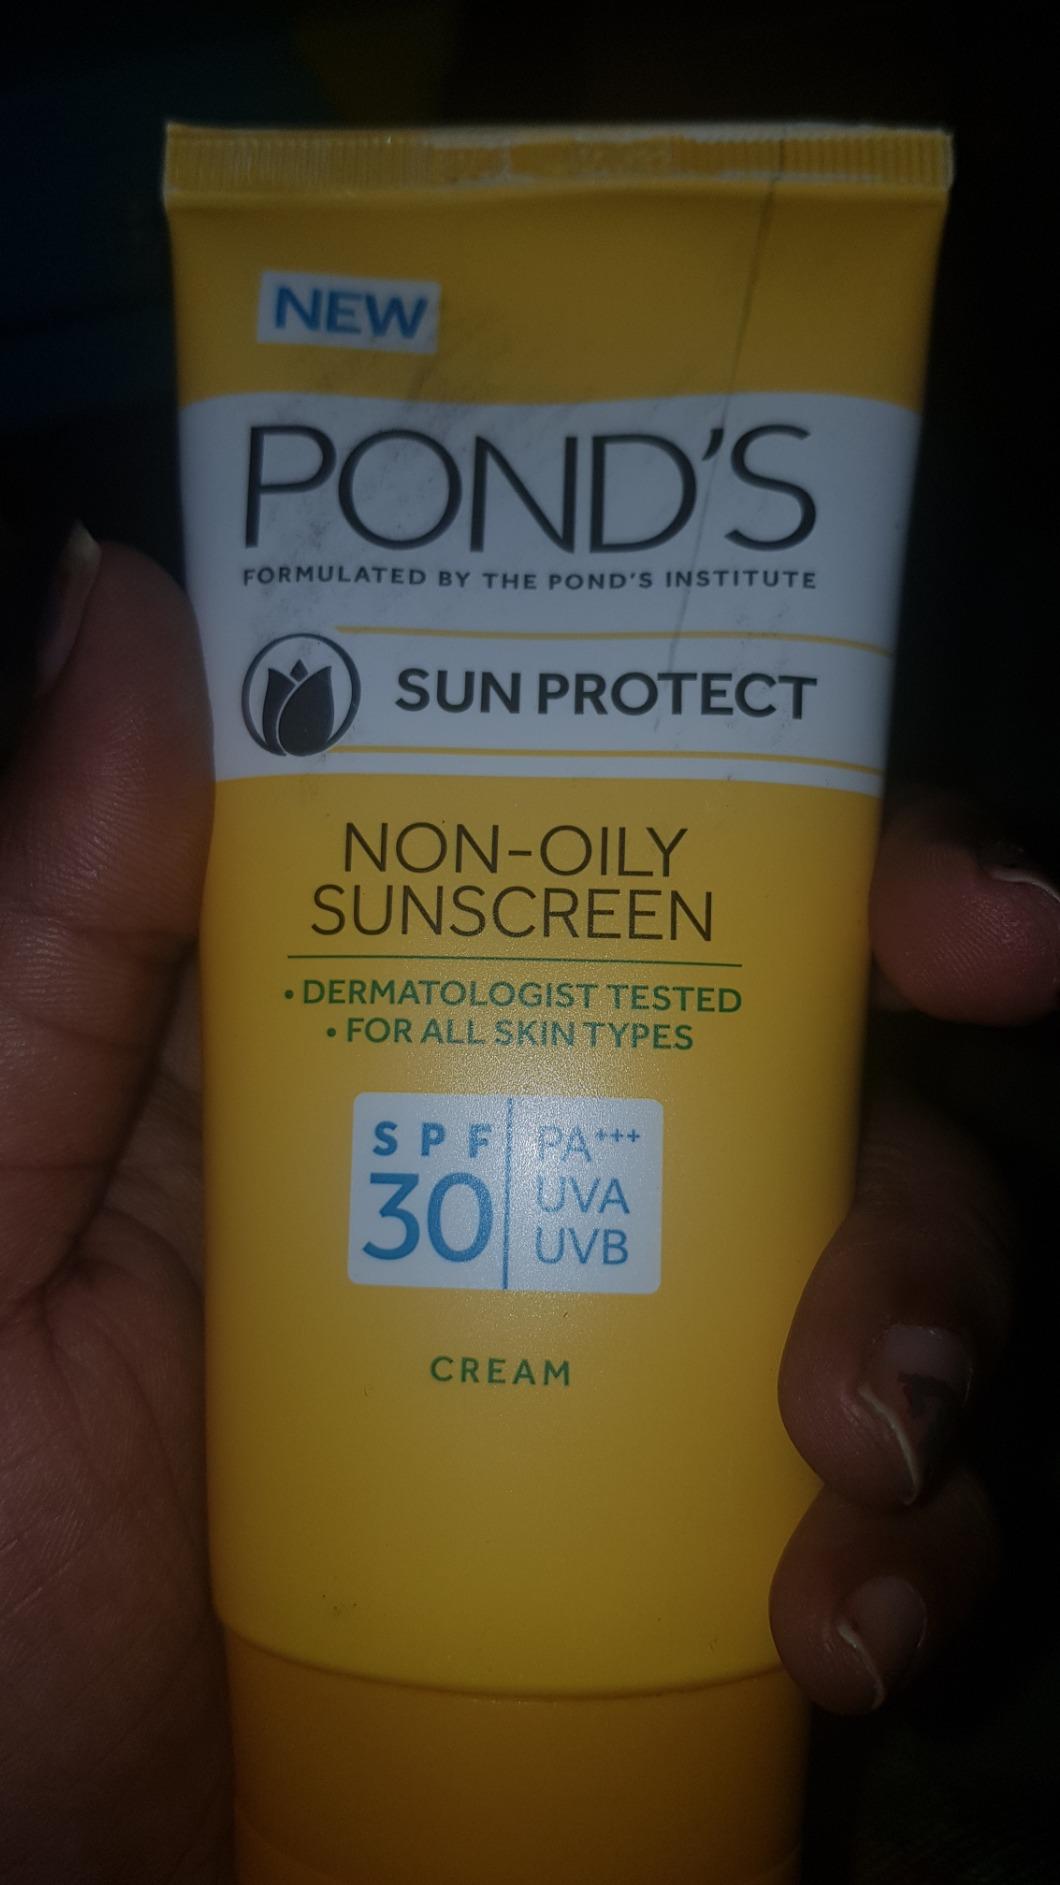 NEW
POND'S
FORMULATED BY THE POND'S INSTITUTE
SUN PROTECT
NON-OILY
SUNSCREEN
• DERMATOLOGIST TESTED
• FOR ALL SKIN TYPES
SPF
30
PA+++
UVA
UVB
CREAM